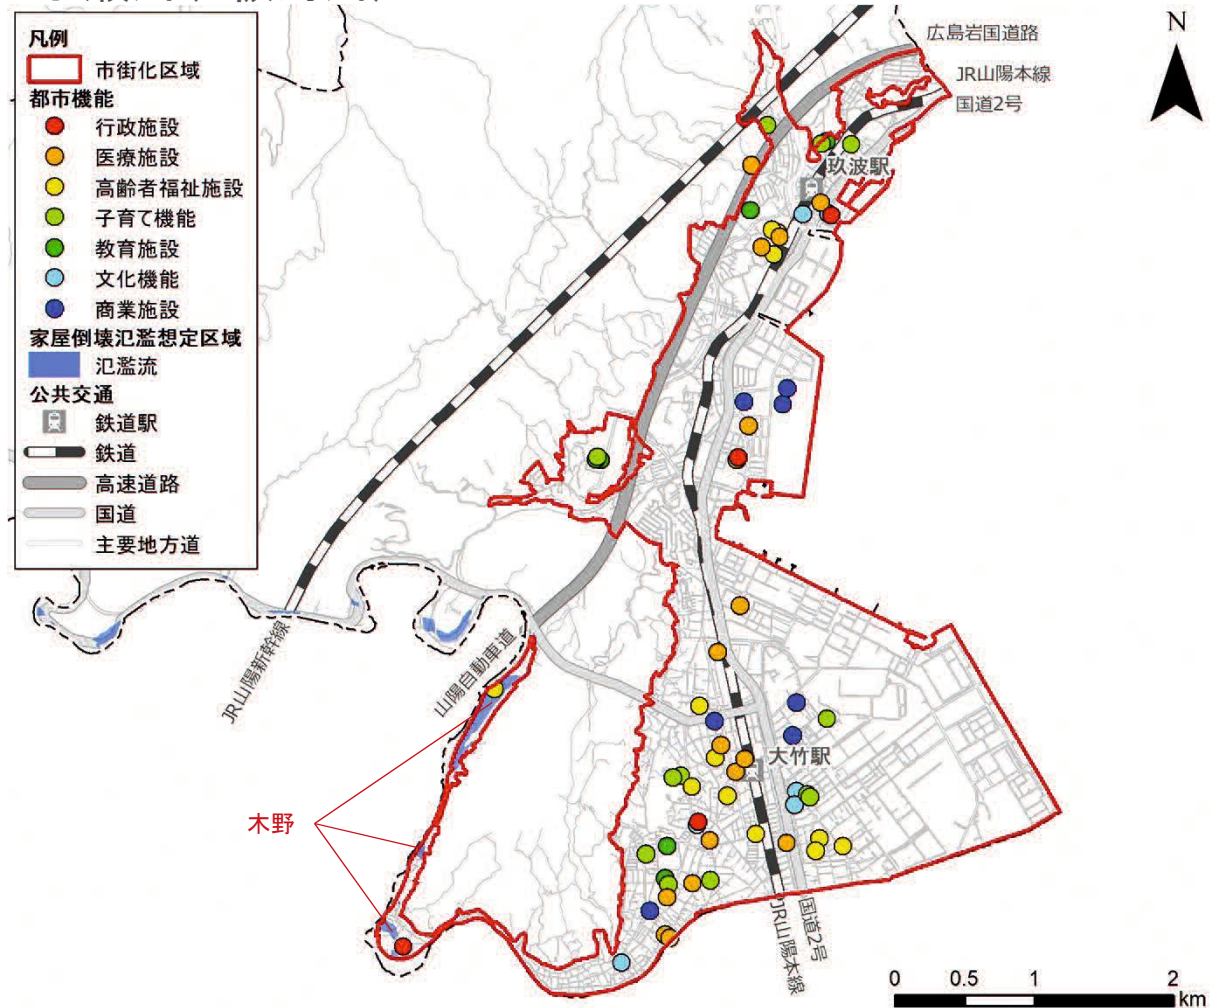 凡例
市街化区域
都市機能
行政施設
医療施設
高齢者福祉施設
子育て機能
教育施設
文化機能
商業施設
家屋倒壊氾濫想定区域
氾濫流
公共交通
鉄道駅
鉄道
高速道路
国道
主要地方道
N
広島岩国道路
JR山陽本線
国道2号
玖波駅
JR山陽新幹線
山陽自動車道
大竹駅
木野
国道2号
JR山陽本線
0 0.5 1 2
km